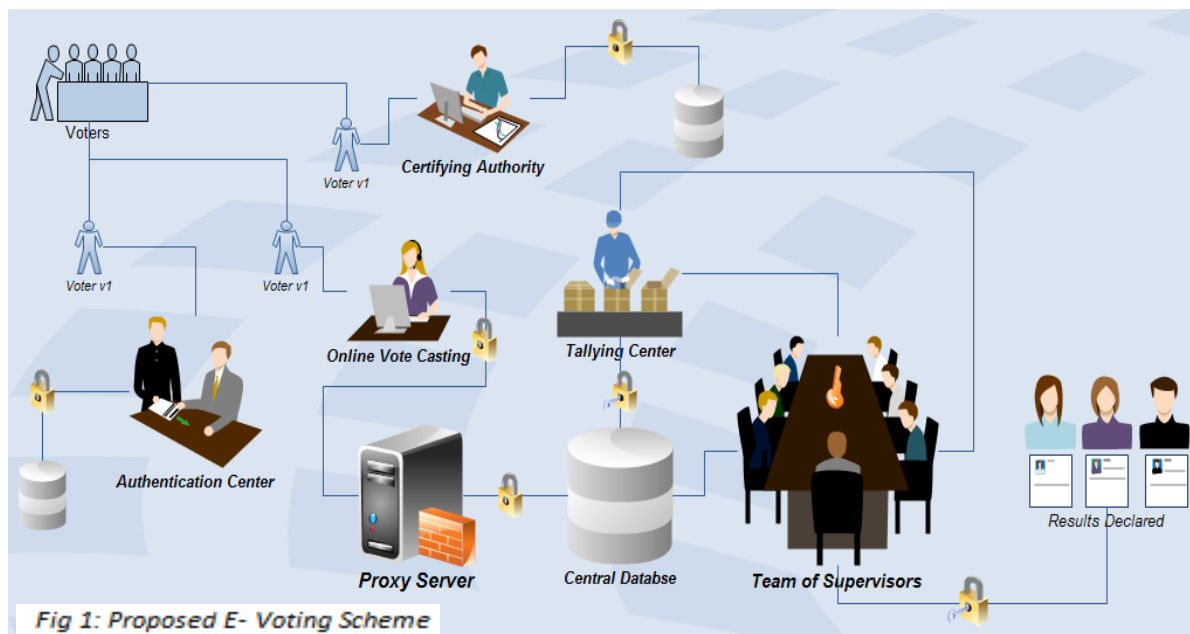 Voters
Voter v1
Certifying Authority
Voter v1
Voter v1
Online Vote Casting
Tallying Center
Authentication Center
Results Declared
Proxy Server
Central Databse
Team of Supervisors
Fig 1: Proposed E- Voting Scheme